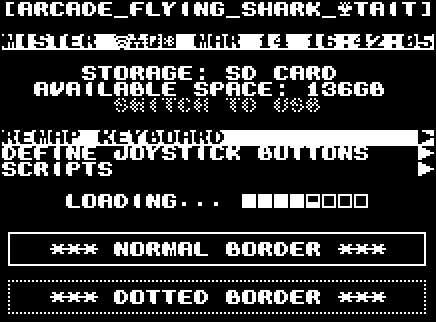 [ARCADE_FLYING_SHARK_TAIT]
MISTER MAR 14 16:42:05
STORAGE: SD CARD
AVAILABLE SPACE: 136GB
SWITCH TO USB
REMAP KEYBOARD
DEFINE JOYSTICK BUTTONS
SCRIPTS
LOADING...
*** NORMAL BORDER ***
*** DOTTED BORDER ***